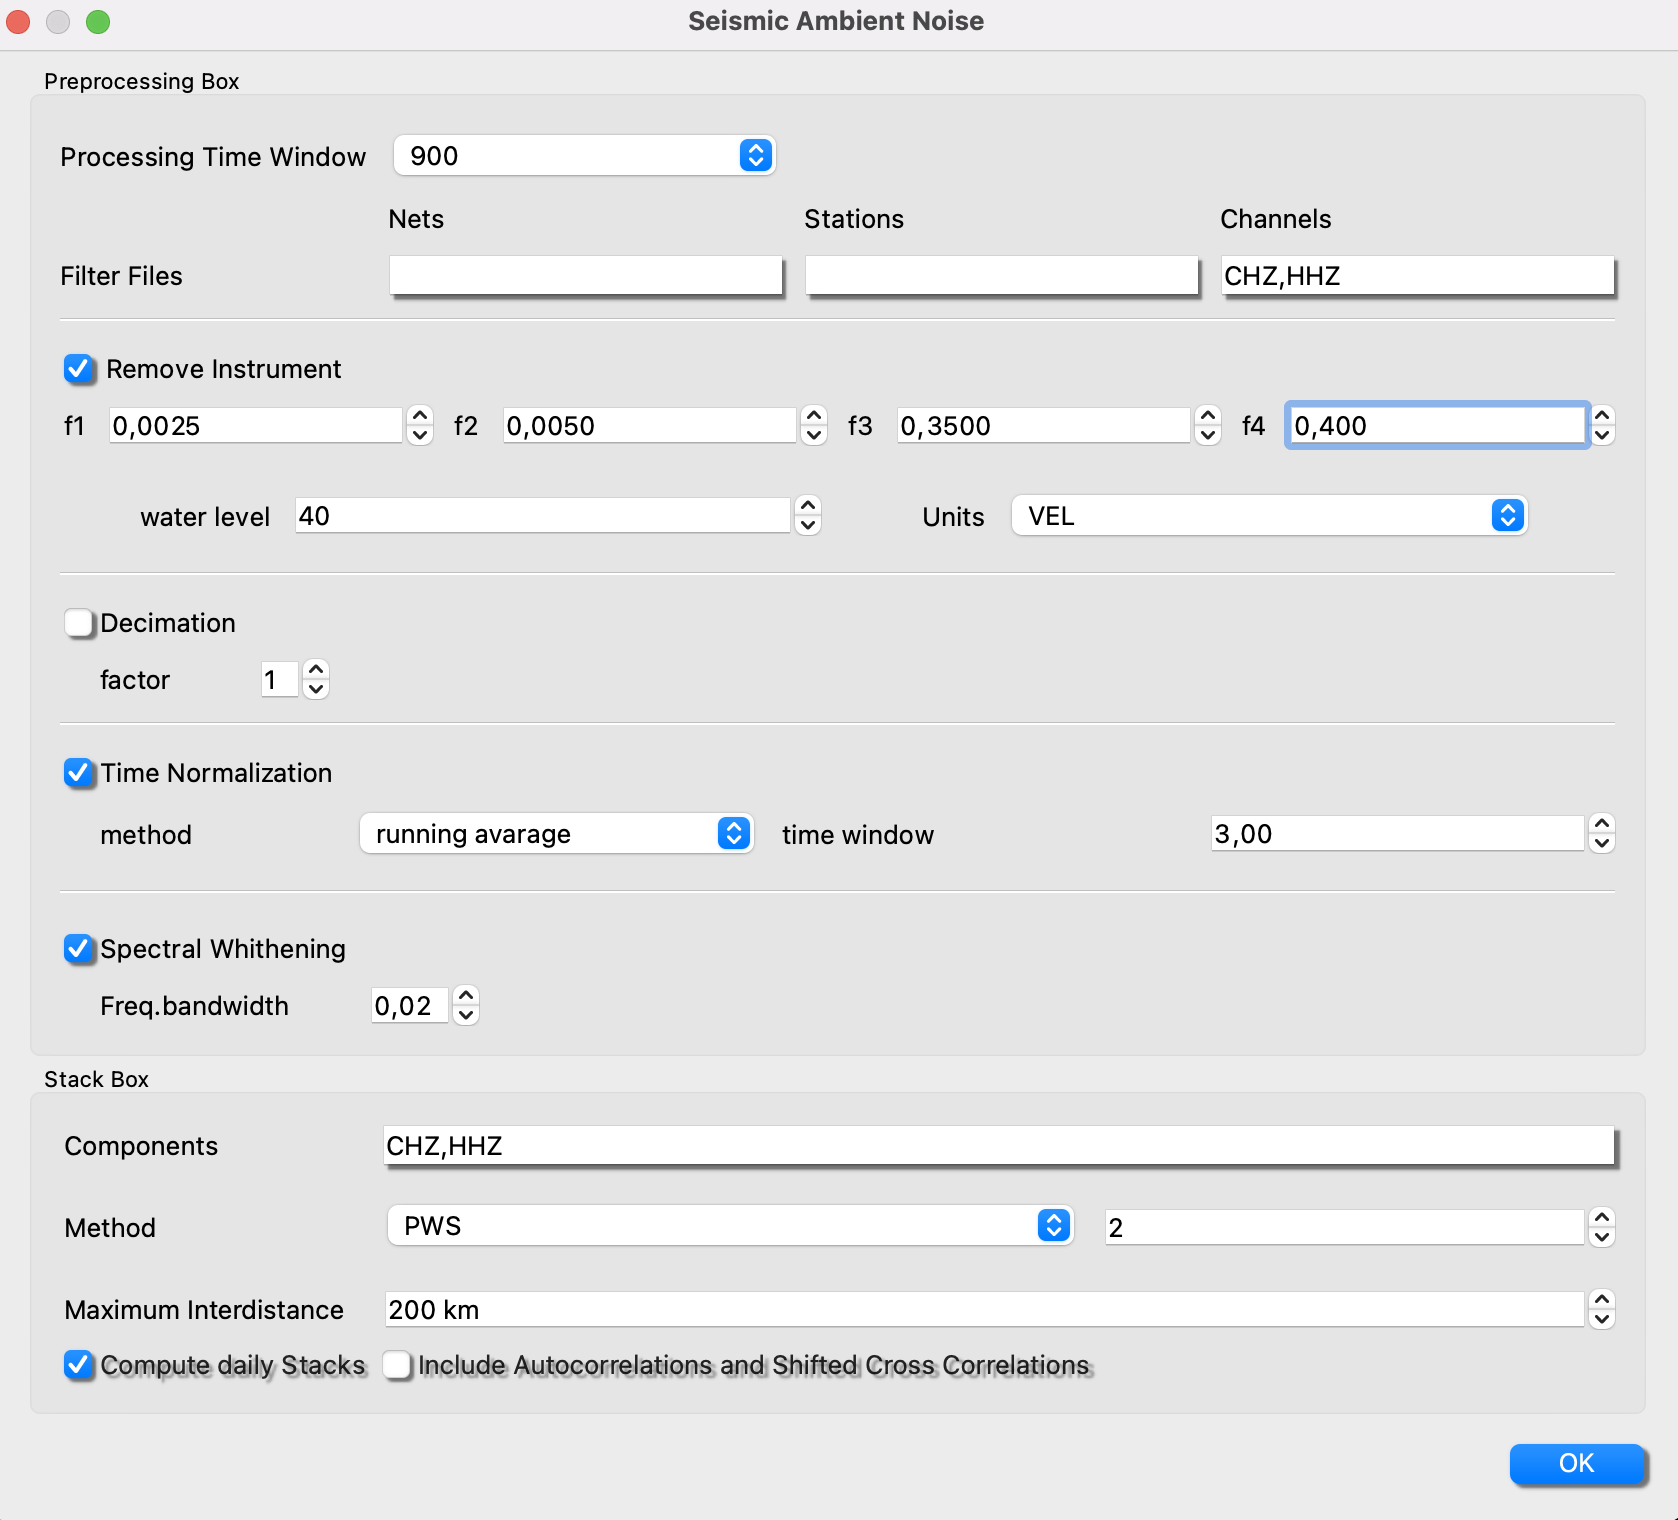 Seismic Ambient Noise
Preprocessing Box
Processing Time Window 900
Nets Stations Channels
Filter Files CHZ,HHZ
Remove Instrument
f1 0,0025 f2 0,0050 f3 0,3500 f4 0,400
water level 40 Units VEL
Decimation
factor 1
Time Normalization
method running avarage time window 3,00
Spectral Whithening
Freq.bandwidth 0,02
Stack Box
Components CHZ,HHZ
Method PWS 2
Maximum Interdistance 200 km
Compute daily Stacks Include Autocorrelations and Shifted Cross Correlations
OK